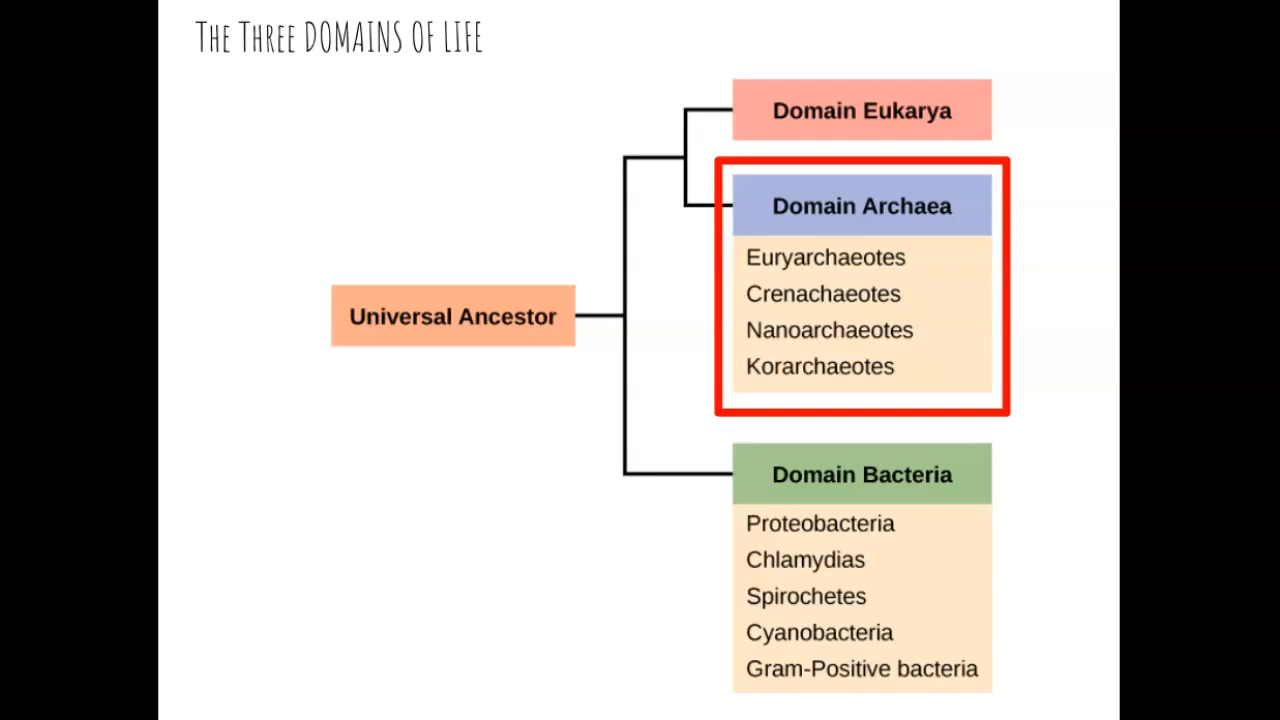 The Three DOMAINS OF LIFE
Domain Eukarya
Domain Archaea
Euryarchaeotes
Crenachaeotes
Nanoarchaeotes
Korarchaeotes
Universal Ancestor
Domain Bacteria
Proteobacteria
Chlamydias
Spirochetes
Cyanobacteria
Gram-Positive bacteria